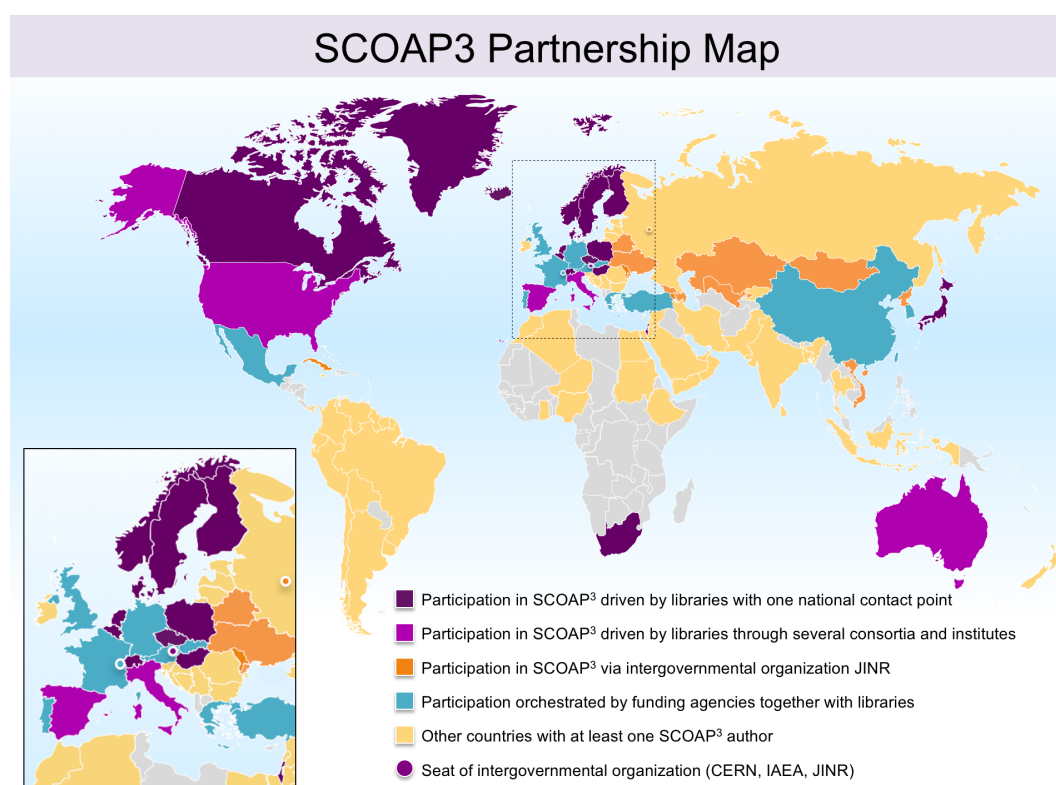 SCOAP3 Partnership Map
Participation in SCOAP³ driven by libraries with one national contact point
Participation in SCOAP³ driven by libraries through several consortia and institutes
Participation in SCOAP³ via intergovernmental organization JINR
Participation orchestrated by funding agencies together with libraries
Other countries with at least one SCOAP³ author
Seat of intergovernmental organization (CERN, IAEA, JINR)